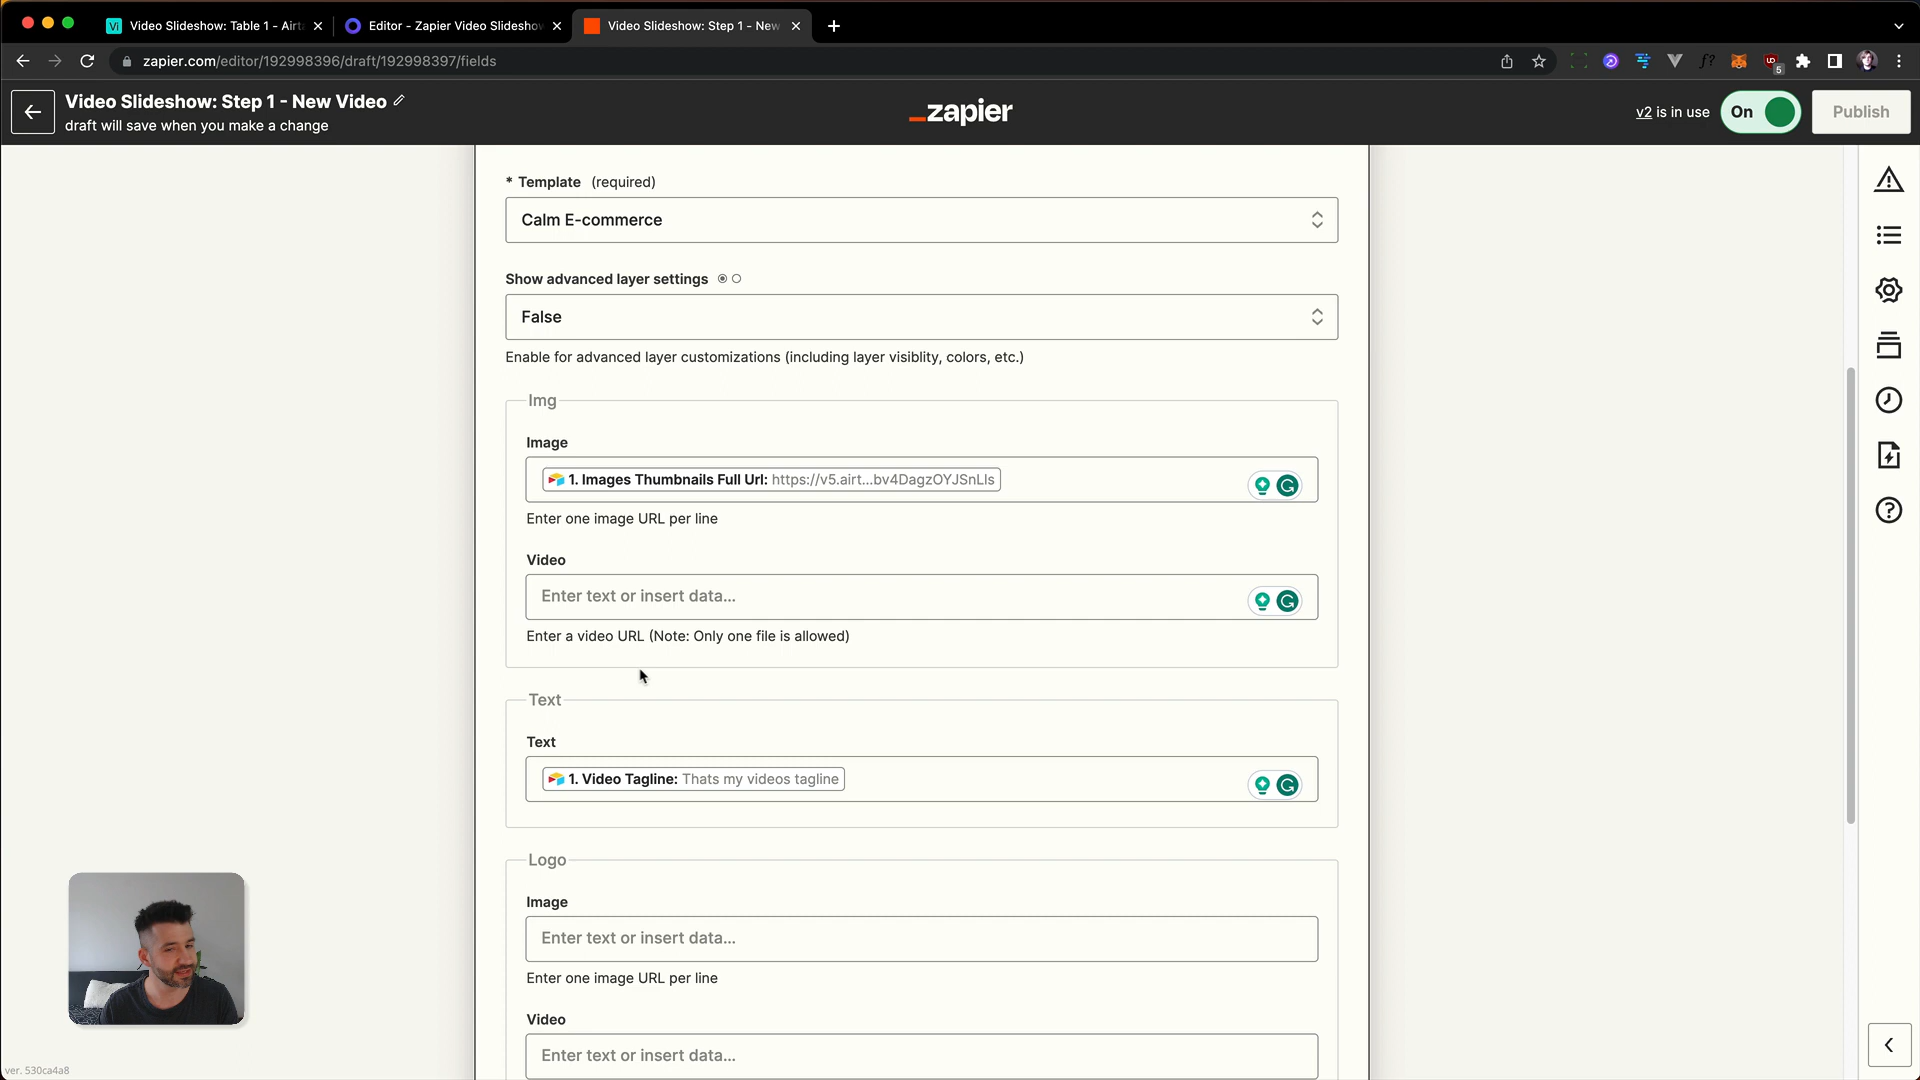 Video Slideshow: Table 1 - Airta
Editor - Zapier Video Slideshow
Video Slideshow: Step 1 - New
zapier.com/editor/192998396/draft/192998397/fields
Video Slideshow: Step 1 - New Video
draft will save when you make a change
zapier
v2 is in use
On
Publish
* Template (required)
Calm E-commerce
Show advanced layer settings
False
Enable for advanced layer customizations (including layer visiblity, colors, etc.)
Img
Image
1. Images Thumbnails Full Url: https://v5.airt...bv4DagzOYJSnLIs
Enter one image URL per line
Video
Enter text or insert data...
Enter a video URL (Note: Only one file is allowed)
Text
Text
1. Video Tagline: Thats my videos tagline
Logo
Image
Enter text or insert data...
Enter one image URL per line
Video
Enter text or insert data...
ver. 530ca4a8